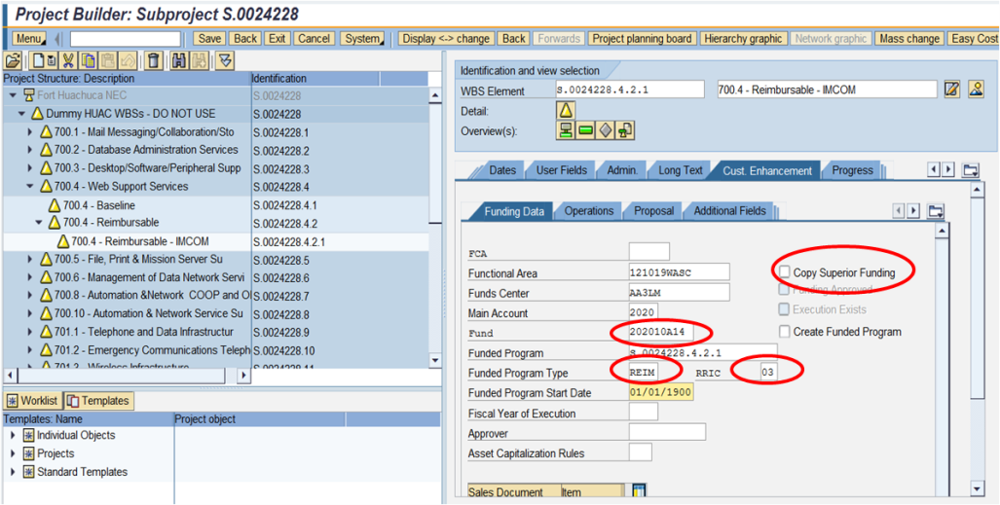 Project Builder: Subproject S.0024228
Menu Save Back Exit Cancel System Display <-> change Back Forwards Project planning board Hierarchy graphic Network graphic Mass change Easy Cost
Project Structure: Description Identification
Fort Huachuca NEC S.0024228
Dummy HUAC WBSs - DO NOT USE S.0024228
700.1 - Mail Messaging/Collaboration/Sto S.0024228.1
700.2 - Database Administration Services S.0024228.2
700.3 - Desktop/Software/Peripheral Supp S.0024228.3
700.4 - Web Support Services S.0024228.4
700.4 - Baseline S.0024228.4.1
700.4 - Reimbursable S.0024228.4.2
700.4 - Reimbursable - IMCOM S.0024228.4.2.1
700.5 - File, Print & Mission Server Su S.0024228.5
700.6 - Management of Data Network Servi S.0024228.6
700.8 - Automation &Network COOP and O S.0024228.7
700.10 - Automation & Network Service Su S.0024228.8
701.1 - Telephone and Data Infrastructur S.0024228.9
701.2 - Emergency Communications Teleph S.0024228.10
701.3 - Wireless Infrastructure S.0024228.11
Worklist Templates
Templates: Name Project object
Individual Objects
Projects
Standard Templates
Identification and view selection
WBS Element S.0024228.4.2.1 700.4 - Reimbursable - IMCOM
Detail:
Overview(s):
Dates User Fields Admin. Long Text Cust. Enhancement Progress
Funding Data Operations Proposal Additional Fields
FCA
Functional Area 121019WASC Copy Superior Funding
Funds Center AA3LM Funding Approved
Main Account 2020 Execution Exists
Fund 202010A14 Create Funded Program
Funded Program S.0024228.4.2.1
Funded Program Type REIM RRIC 03
Funded Program Start Date 01/01/1900
Fiscal Year of Execution
Approver
Asset Capitalization Rules
Sales Document Item